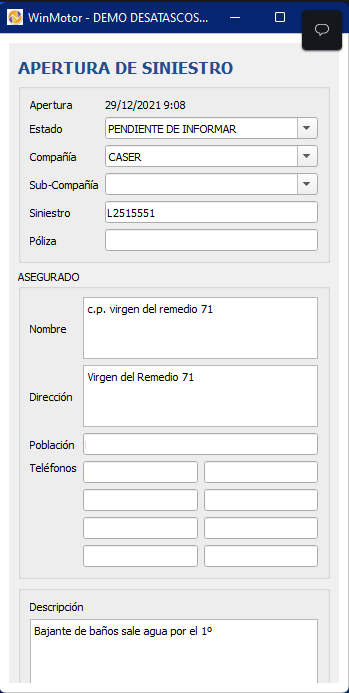 WinMotor - DEMO DESATASCOS...
APERTURA DE SINIESTRO
Apertura 29/12/2021 9:08
Estado PENDIENTE DE INFORMAR
Compañía CASER
Sub-Compañía
Siniestro L2515551
Póliza
ASEGURADO
Nombre c.p. virgen del remedio 71
Dirección Virgen del Remedio 71
Población
Teléfonos
Descripción
Bajante de baños sale agua por el 1º